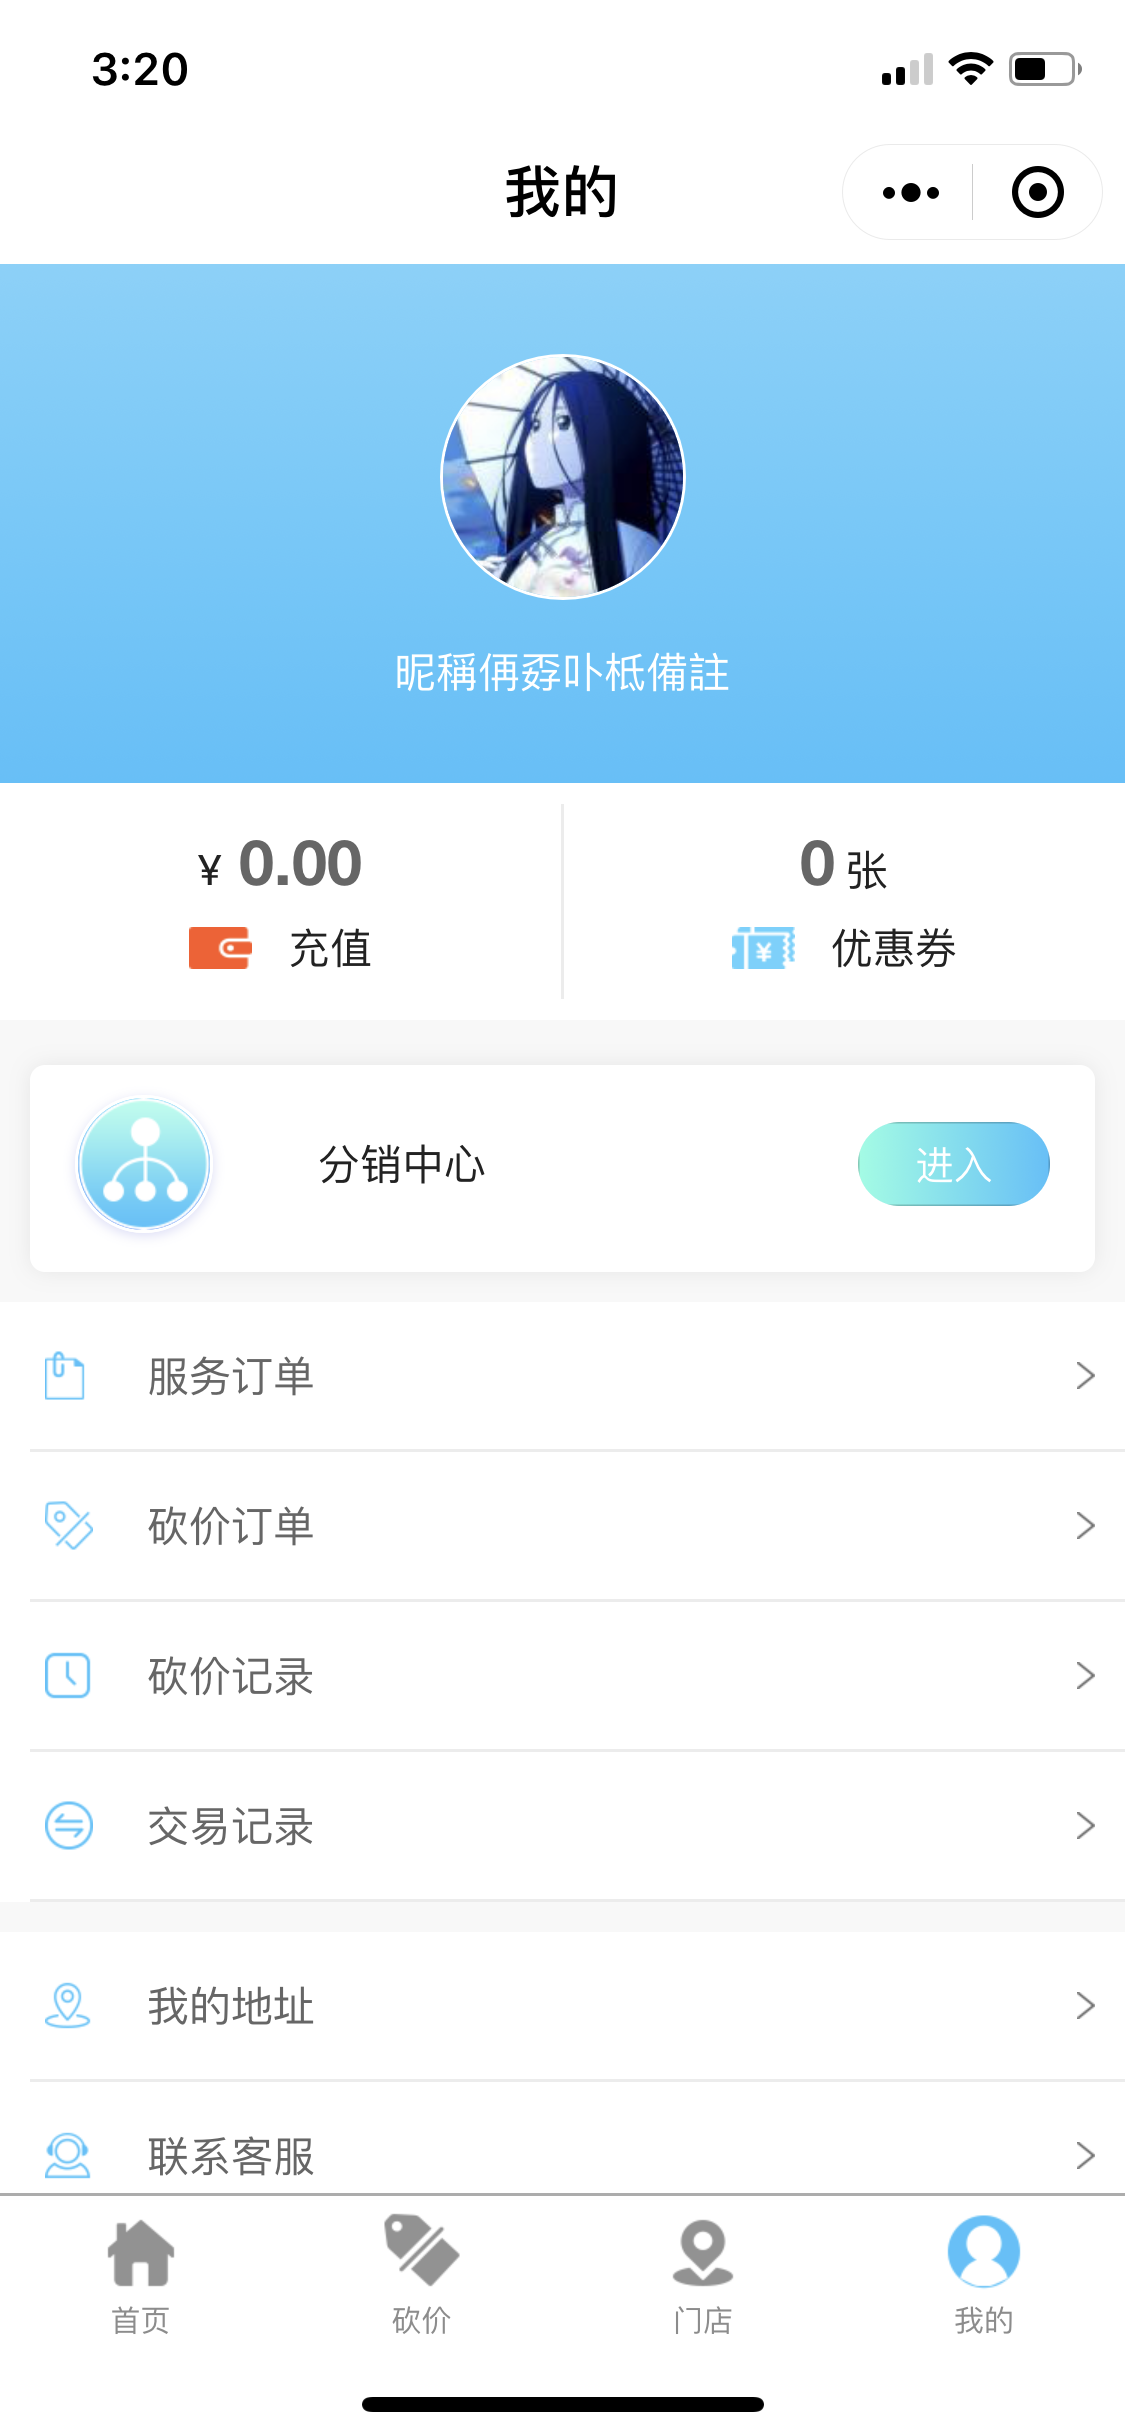 3:20
我的
昵稱侢孬卟柢備註
¥ 0.00
0 张
充值
优惠券
¥
分销中心
进入
服务订单
砍价订单
砍价记录
交易记录
我的地址
联系客服
首页
砍价
门店
我的